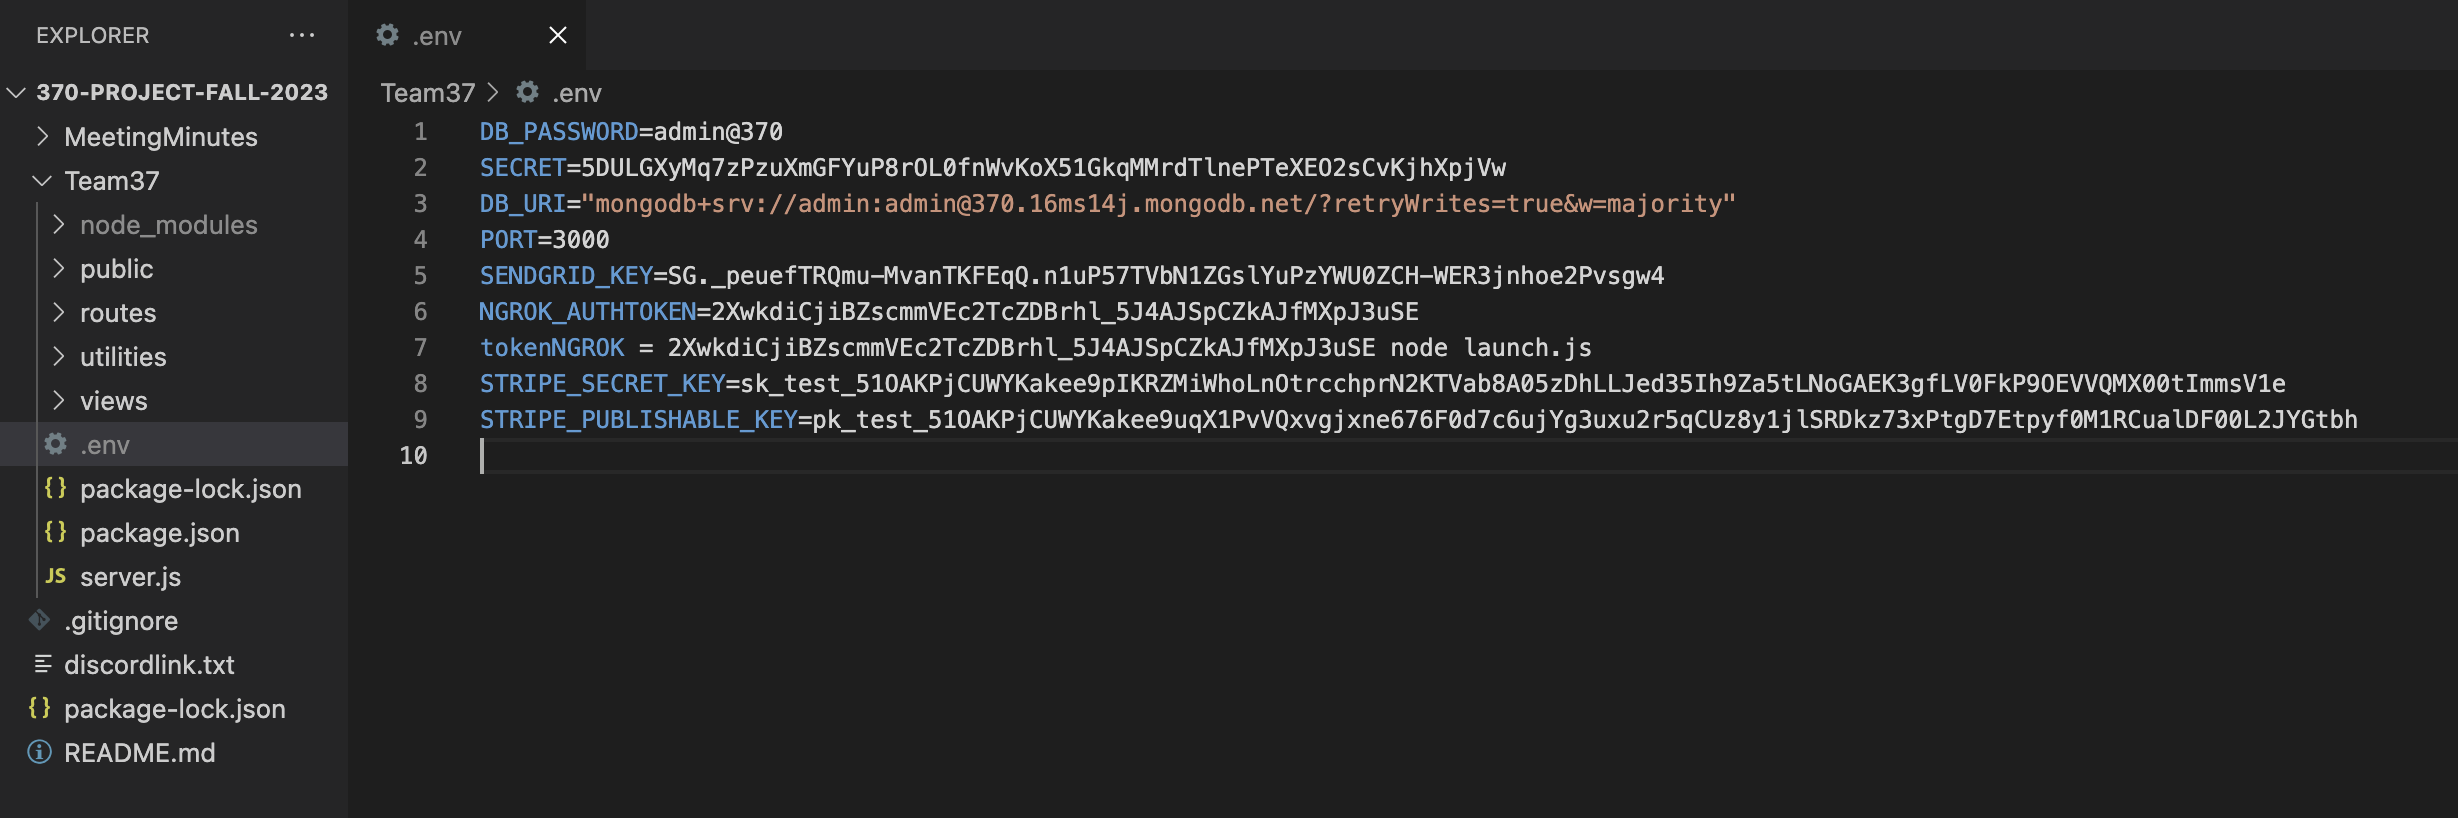 EXPLORER
370-PROJECT-FALL-2023
MeetingMinutes
Team37
node_modules
public
routes
utilities
views
.env
package-lock.json
package.json
JS server.js
.gitignore
discordlink.txt
package-lock.json
README.md
.env
Team37 > .env
1 DB_PASSWORD=admin@370
2 SECRET=5DULGXyMq7zPzuXmGFYuP8rOL0fnWvKoX51GkqMMrdTlnePTeXEO2sCvKjhXpjVw
3 DB_URI="mongodb+srv://admin:admin@370.16ms14j.mongodb.net/?retryWrites=true&w=majority"
4 PORT=3000
5 SENDGRID_KEY=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
6 NGROK_AUTHTOKEN=2XwkdiCjiBZscmmVEc2TcZDBrhl_5J4AJSpCZkAJfMXpJ3uSE
7 tokenNGROK = 2XwkdiCjiBZscmmVEc2TcZDBrhl_5J4AJSpCZkAJfMXpJ3uSE node launch.js
8 STRIPE_SECRET_KEY=sk_test_51OAKPjCUWYKakee9pIKRZMiWhoLnOtrcchprN2KTVab8A05zDhLLJed35Ih9Za5tLNoGAEK3gfLV0FkP9OEVVQMX00tImmsV1e
9 STRIPE_PUBLISHABLE_KEY=pk_test_51OAKPjCUWYKakee9uqX1PvVQxvgjxne676F0d7c6ujYg3uxu2r5qCUz8y1jlSRDkz73xPtgD7Etpyf0M1RCualDF00L2JYGtbh
10